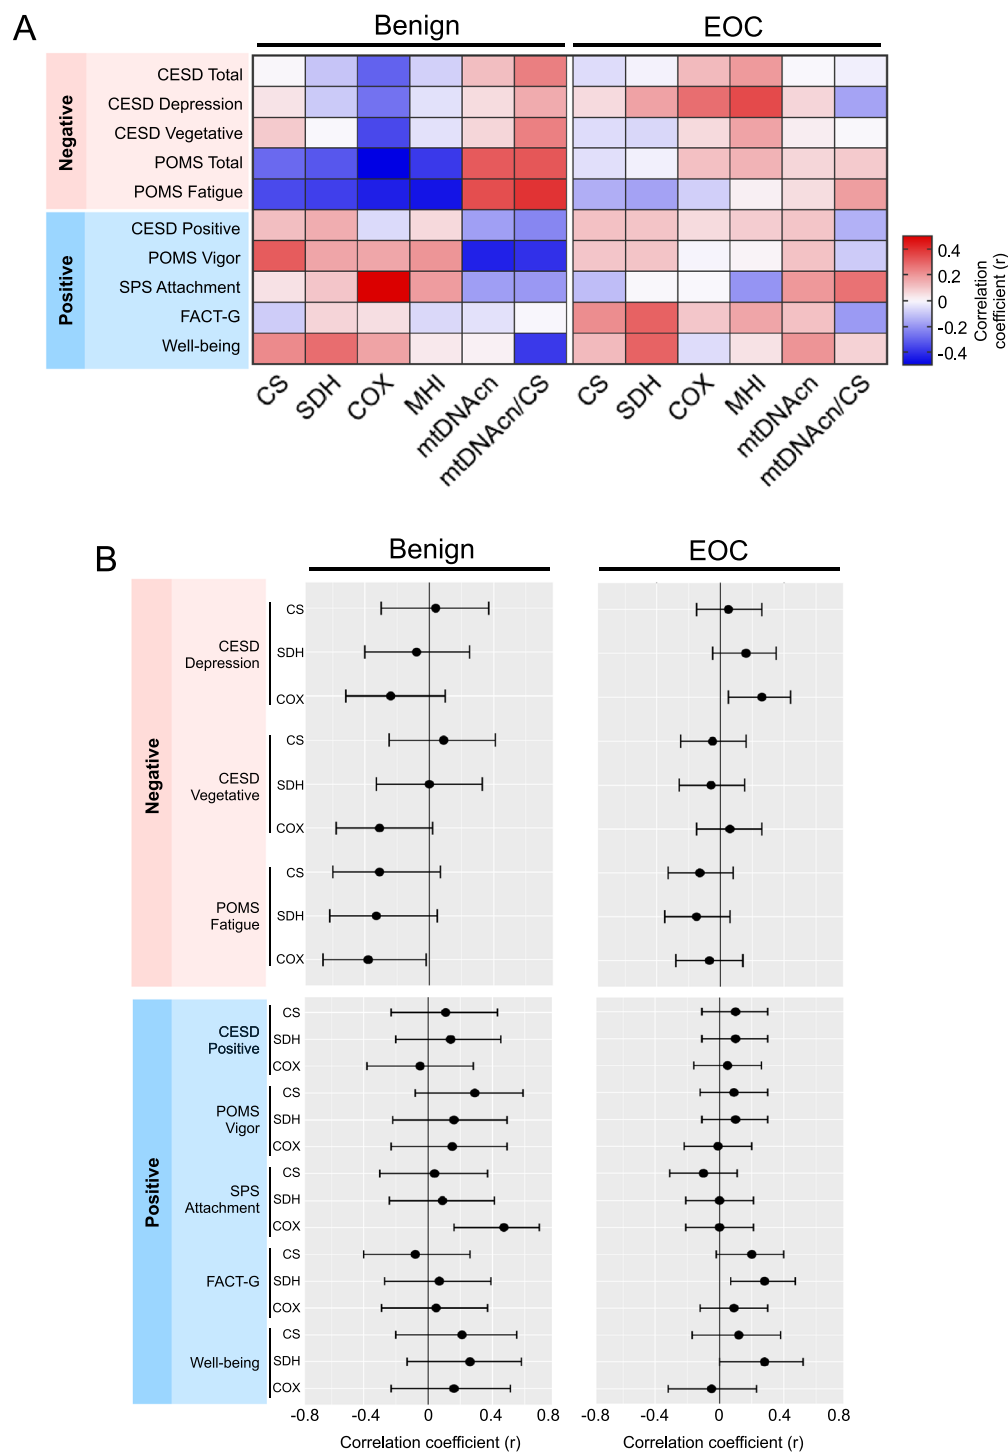 A
Benign
EOC
Negative
CESD Total
CESD Depression
CESD Vegetative
POMS Total
POMS Fatigue
Positive
CESD Positive
POMS Vigor
SPS Attachment
FACT-G
Well-being
0.4
0.2
0
-0.2
-0.4
Correlation
coefficient (r)
CS
SDH
COX
MHI
mtDNAcn
mtDNAcn/CS
CS
SDH
COX
MHI
mtDNAcn
mtDNAcn/CS
B
Benign
EOC
Negative
CESD
Depression
CS
SDH
COX
CESD
Vegetative
CS
SDH
COX
POMS
Fatigue
CS
SDH
COX
Positive
CESD
Positive
CS
SDH
COX
POMS
Vigor
CS
SDH
COX
SPS
Attachment
CS
SDH
COX
FACT-G
CS
SDH
COX
Well-being
CS
SDH
COX
-0.8 -0.4 0 0.4 0.8
Correlation coefficient (r)
-0.8 -0.4 0 0.4 0.8
Correlation coefficient (r)